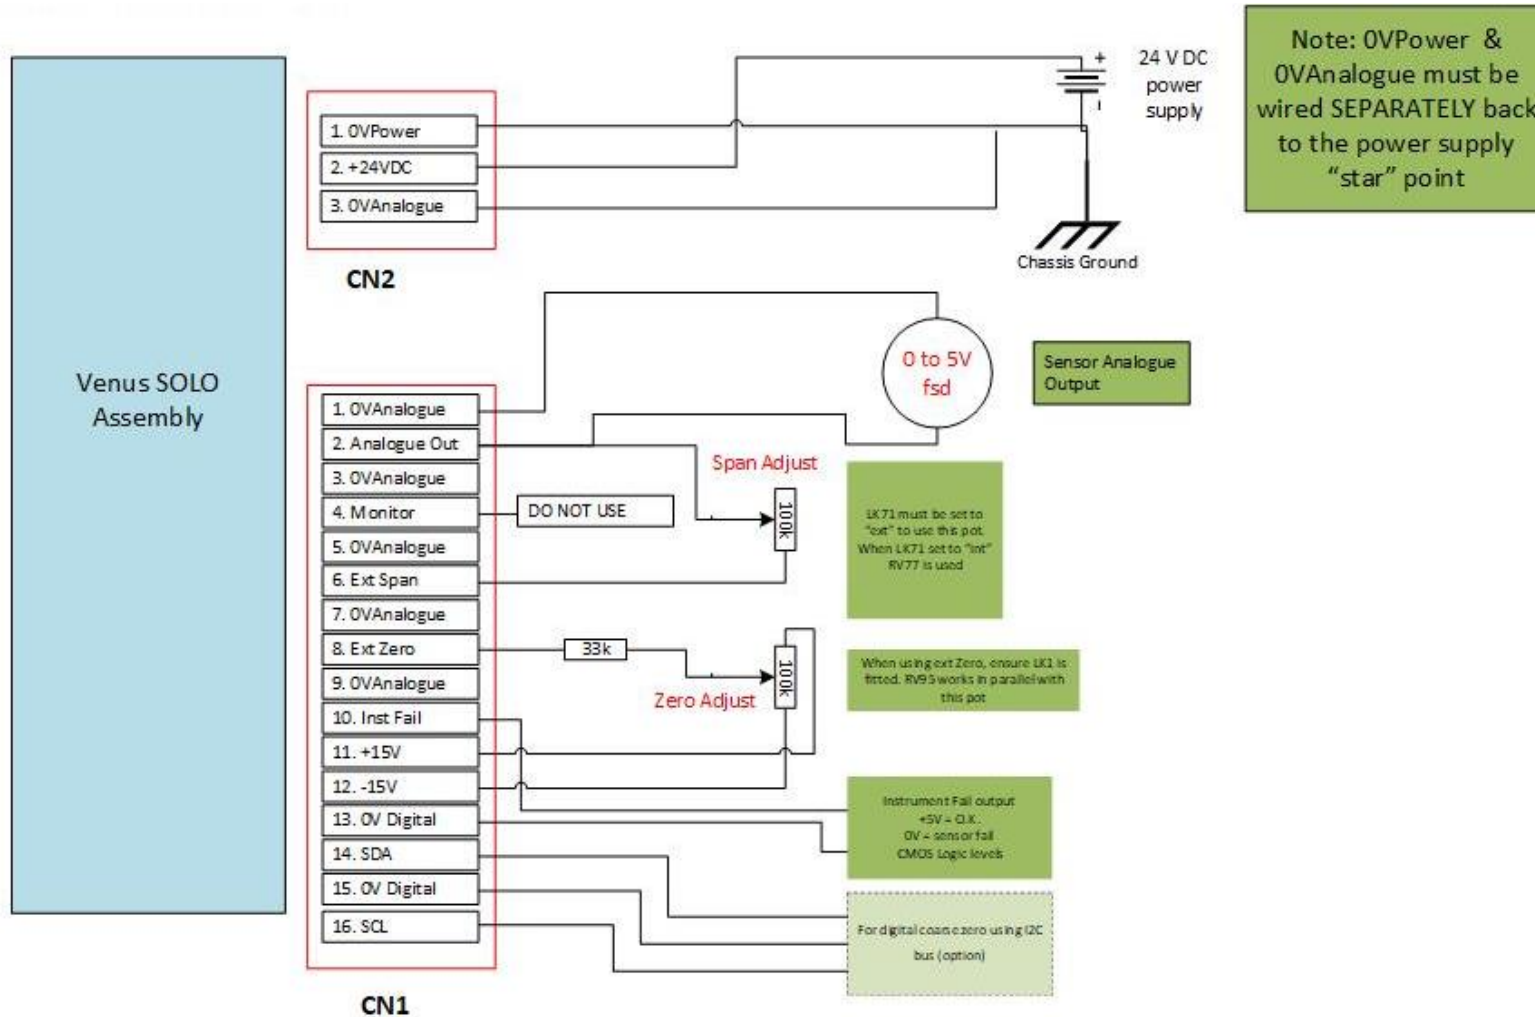 Note: 0VPower &
0VAnalogue must be
wired SEPARATELY back
to the power supply
“star” point
+
24 V DC
power
supply
1. 0VPower
2. +24VDC
3. 0VAnalogue
Chassis Ground
CN2
Venus SOLO
Assembly
0 to 5V
fsd
Sensor Analogue
Output
1. 0VAnalogue
2. Analogue Out
3. 0VAnalogue
4. Monitor
5. 0VAnalogue
6. Ext Span
7. 0VAnalogue
8. Ext Zero
9. 0VAnalogue
10. Inst Fail
11. +15V
12. -15V
13. 0V Digital
14. SDA
15. 0V Digital
16. SCL
CN1
DO NOT USE
Span Adjust
100k
LK71 must be set to
“ext” to use this pot.
When LK71 set to “int”
RV77 is used
33k
100k
Zero Adjust
When using ext Zero, ensure LK1 is
fitted. RV95 works in parallel with
this pot
Instrument Fail output
+5V = O.K.
0V = sensor fail
CMOS Logic levels
For digital coarse zero using I2C
bus (option)